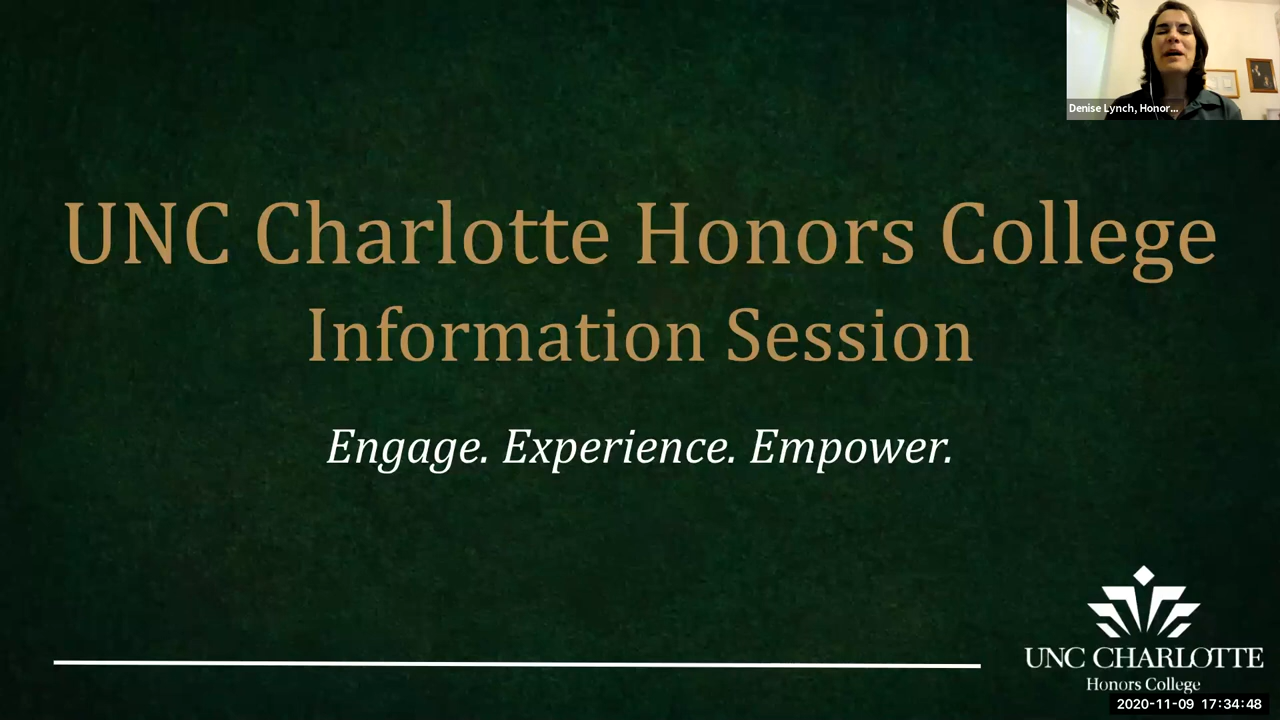 Denise Lynch, Honor...
UNC Charlotte Honors College
Information Session
Engage. Experience. Empower.
UNC CHARLOTTE
Honors College
2020-11-09 17:34:48